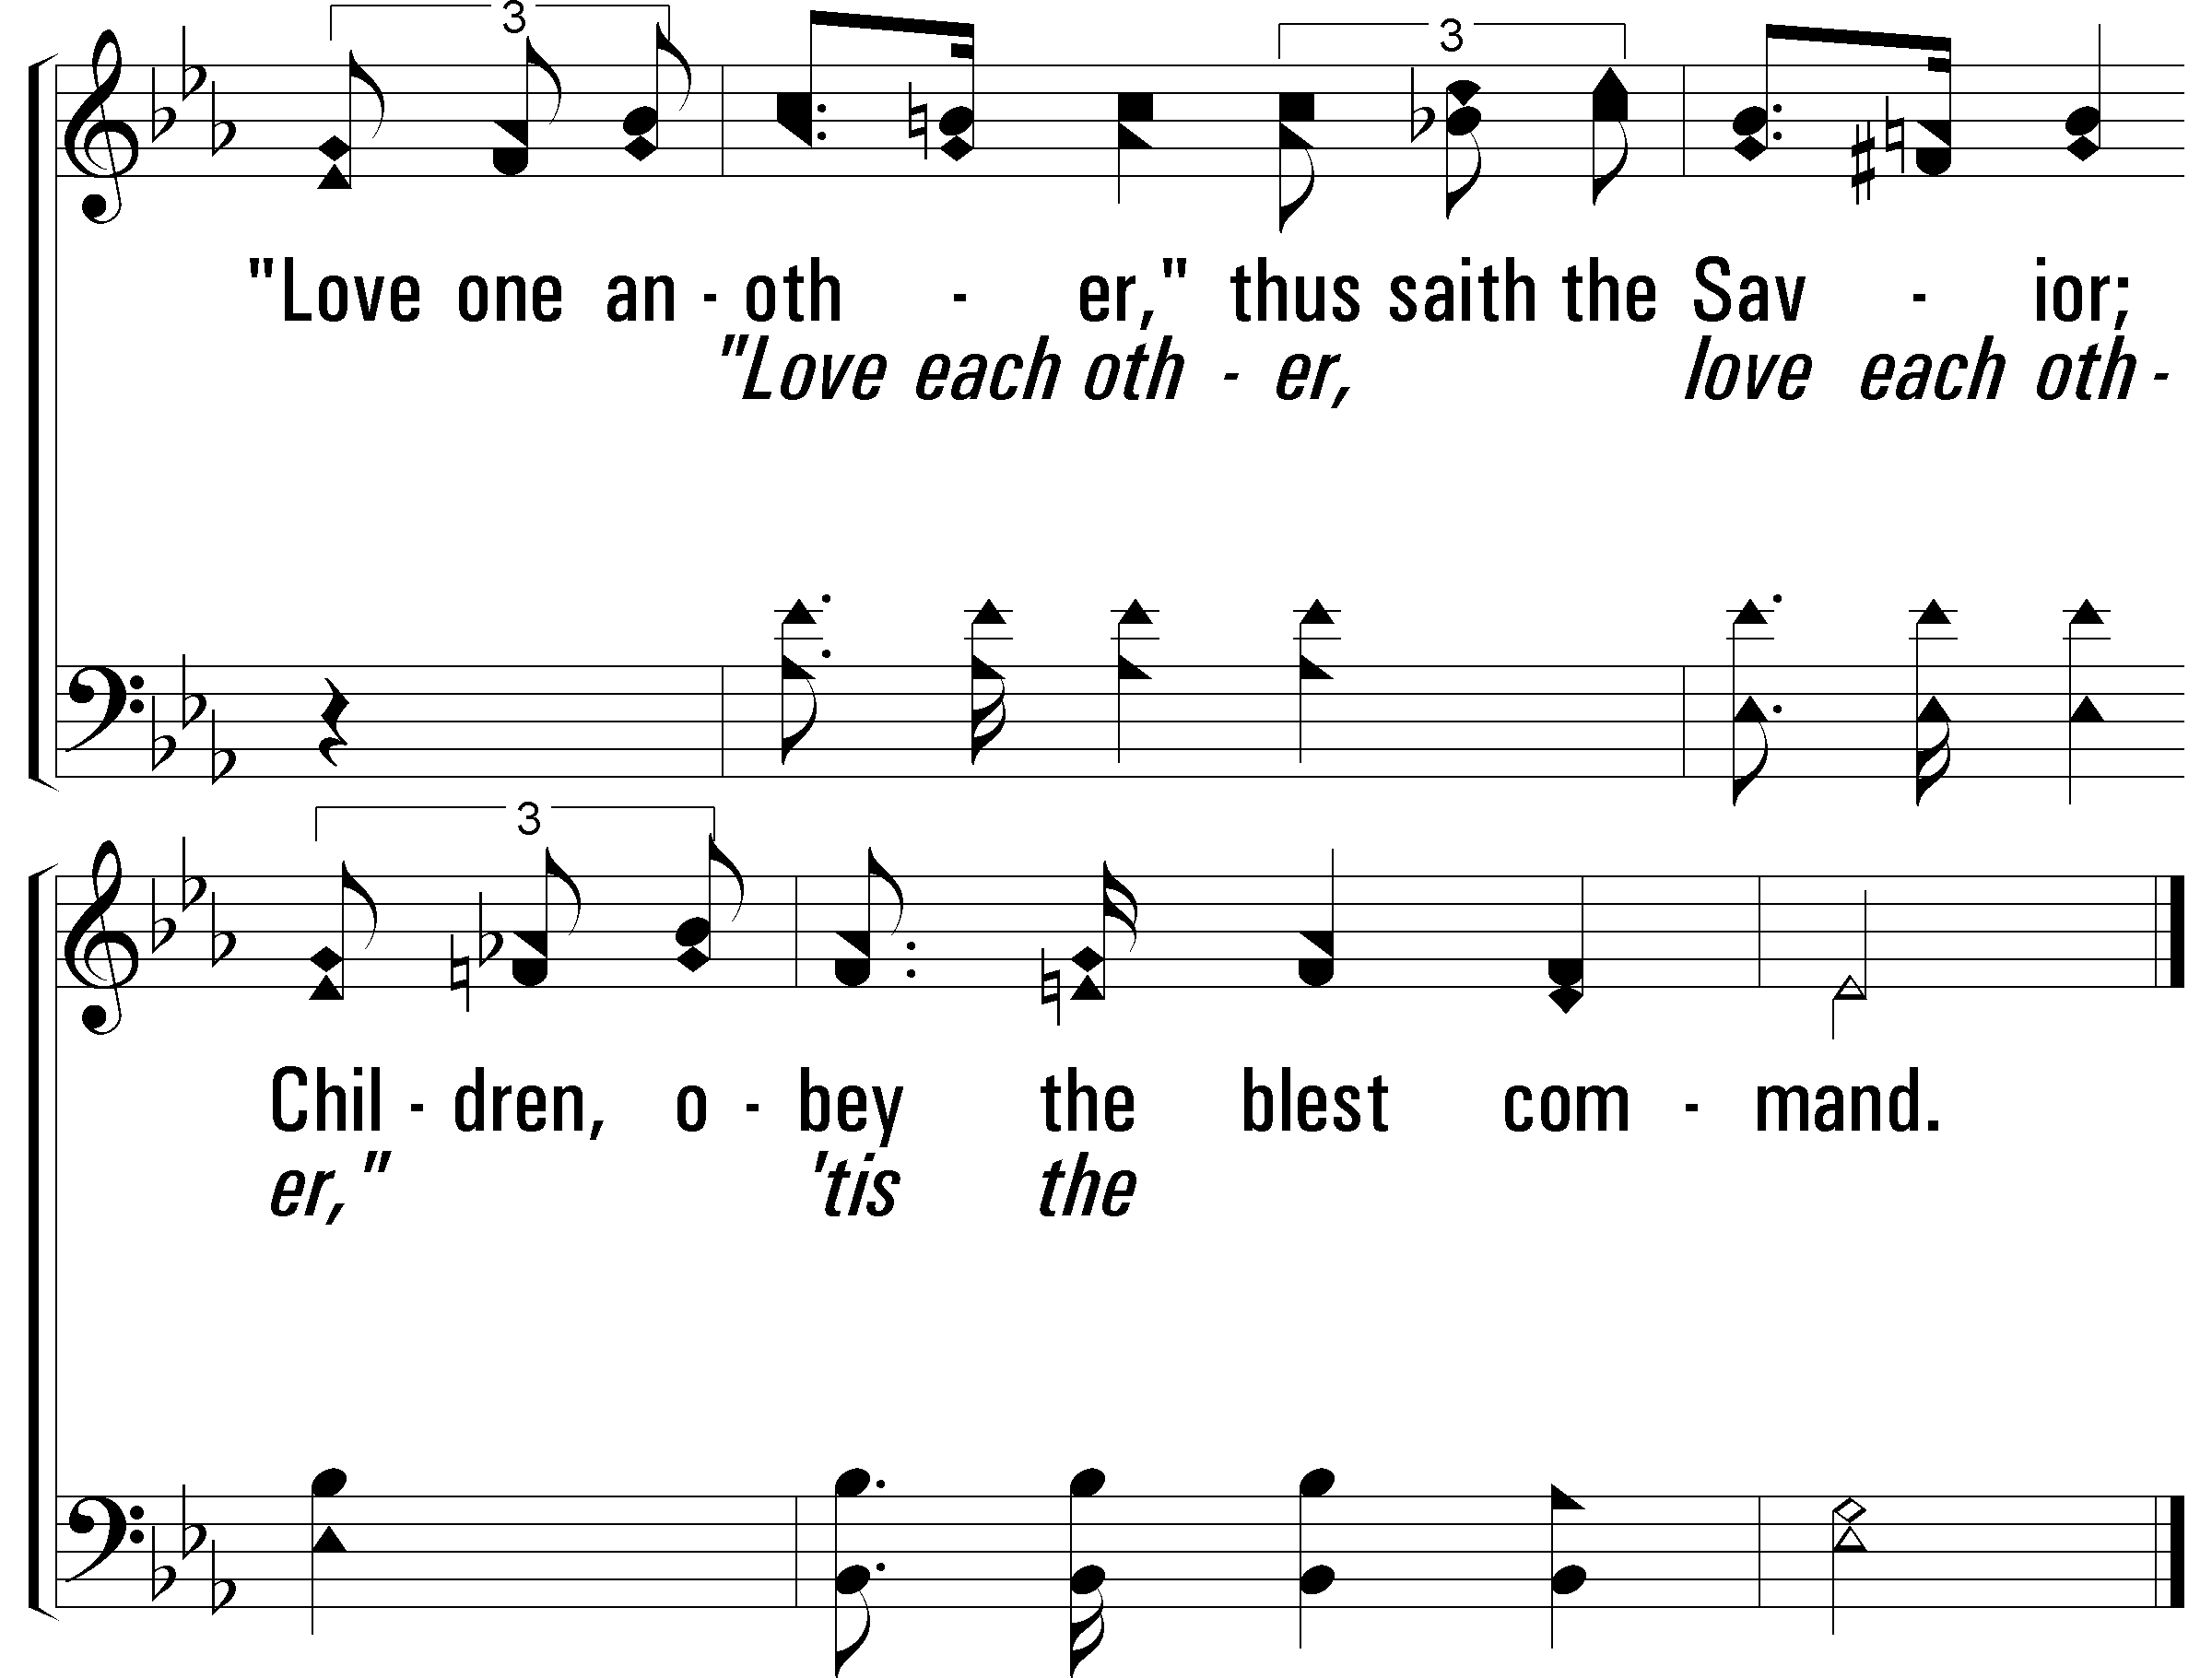 3 3
"Love one an - oth - er," thus saith the Sav - ior;
"Love each oth - er, love each oth -
3
Chil - dren, o - bey the blest com - mand.
er," 'tis the